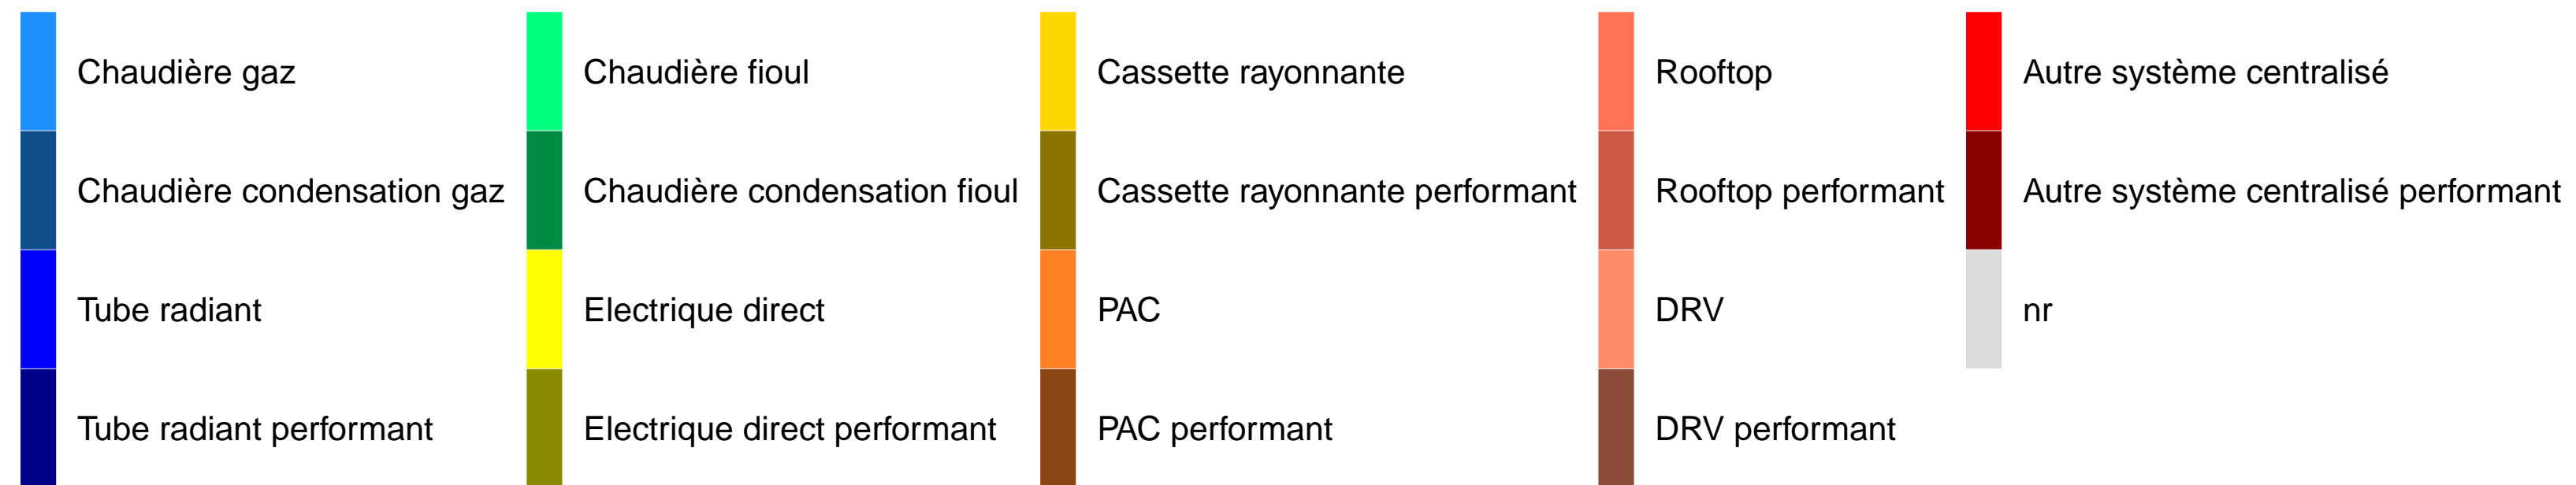 Chaudière gaz
Chaudière condensation gaz
Tube radiant
Tube radiant performant
Chaudière fioul
Chaudière condensation fioul
Electrique direct
Electrique direct performant
Cassette rayonnante
Cassette rayonnante performant
PAC
PAC performant
Rooftop
Rooftop performant
DRV
DRV performant
Autre système centralisé
Autre système centralisé performant
nr